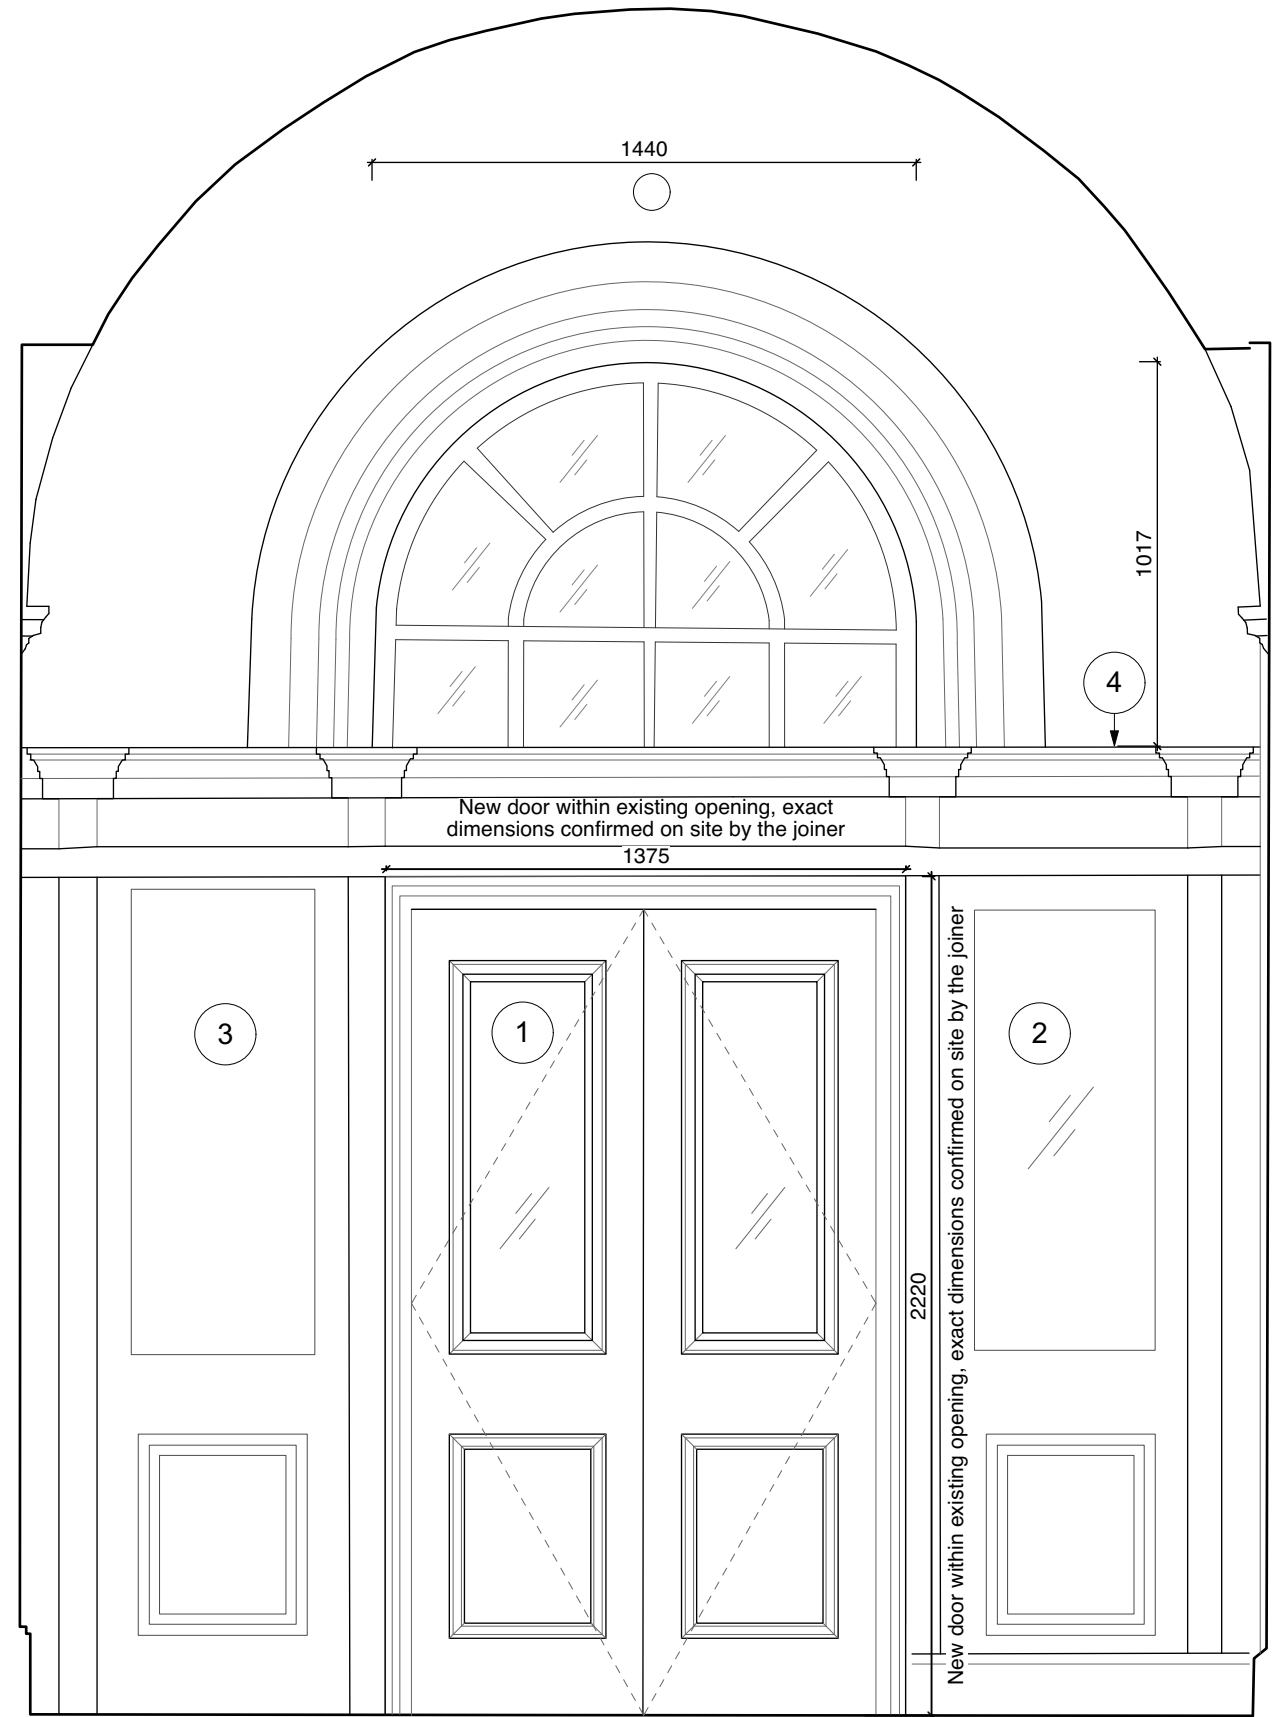 1440
1017
4
New door within existing opening, exact
dimensions confirmed on site by the joiner
1375
3
1
2
2220
New door within existing opening, exact dimensions confirmed on site by the joiner